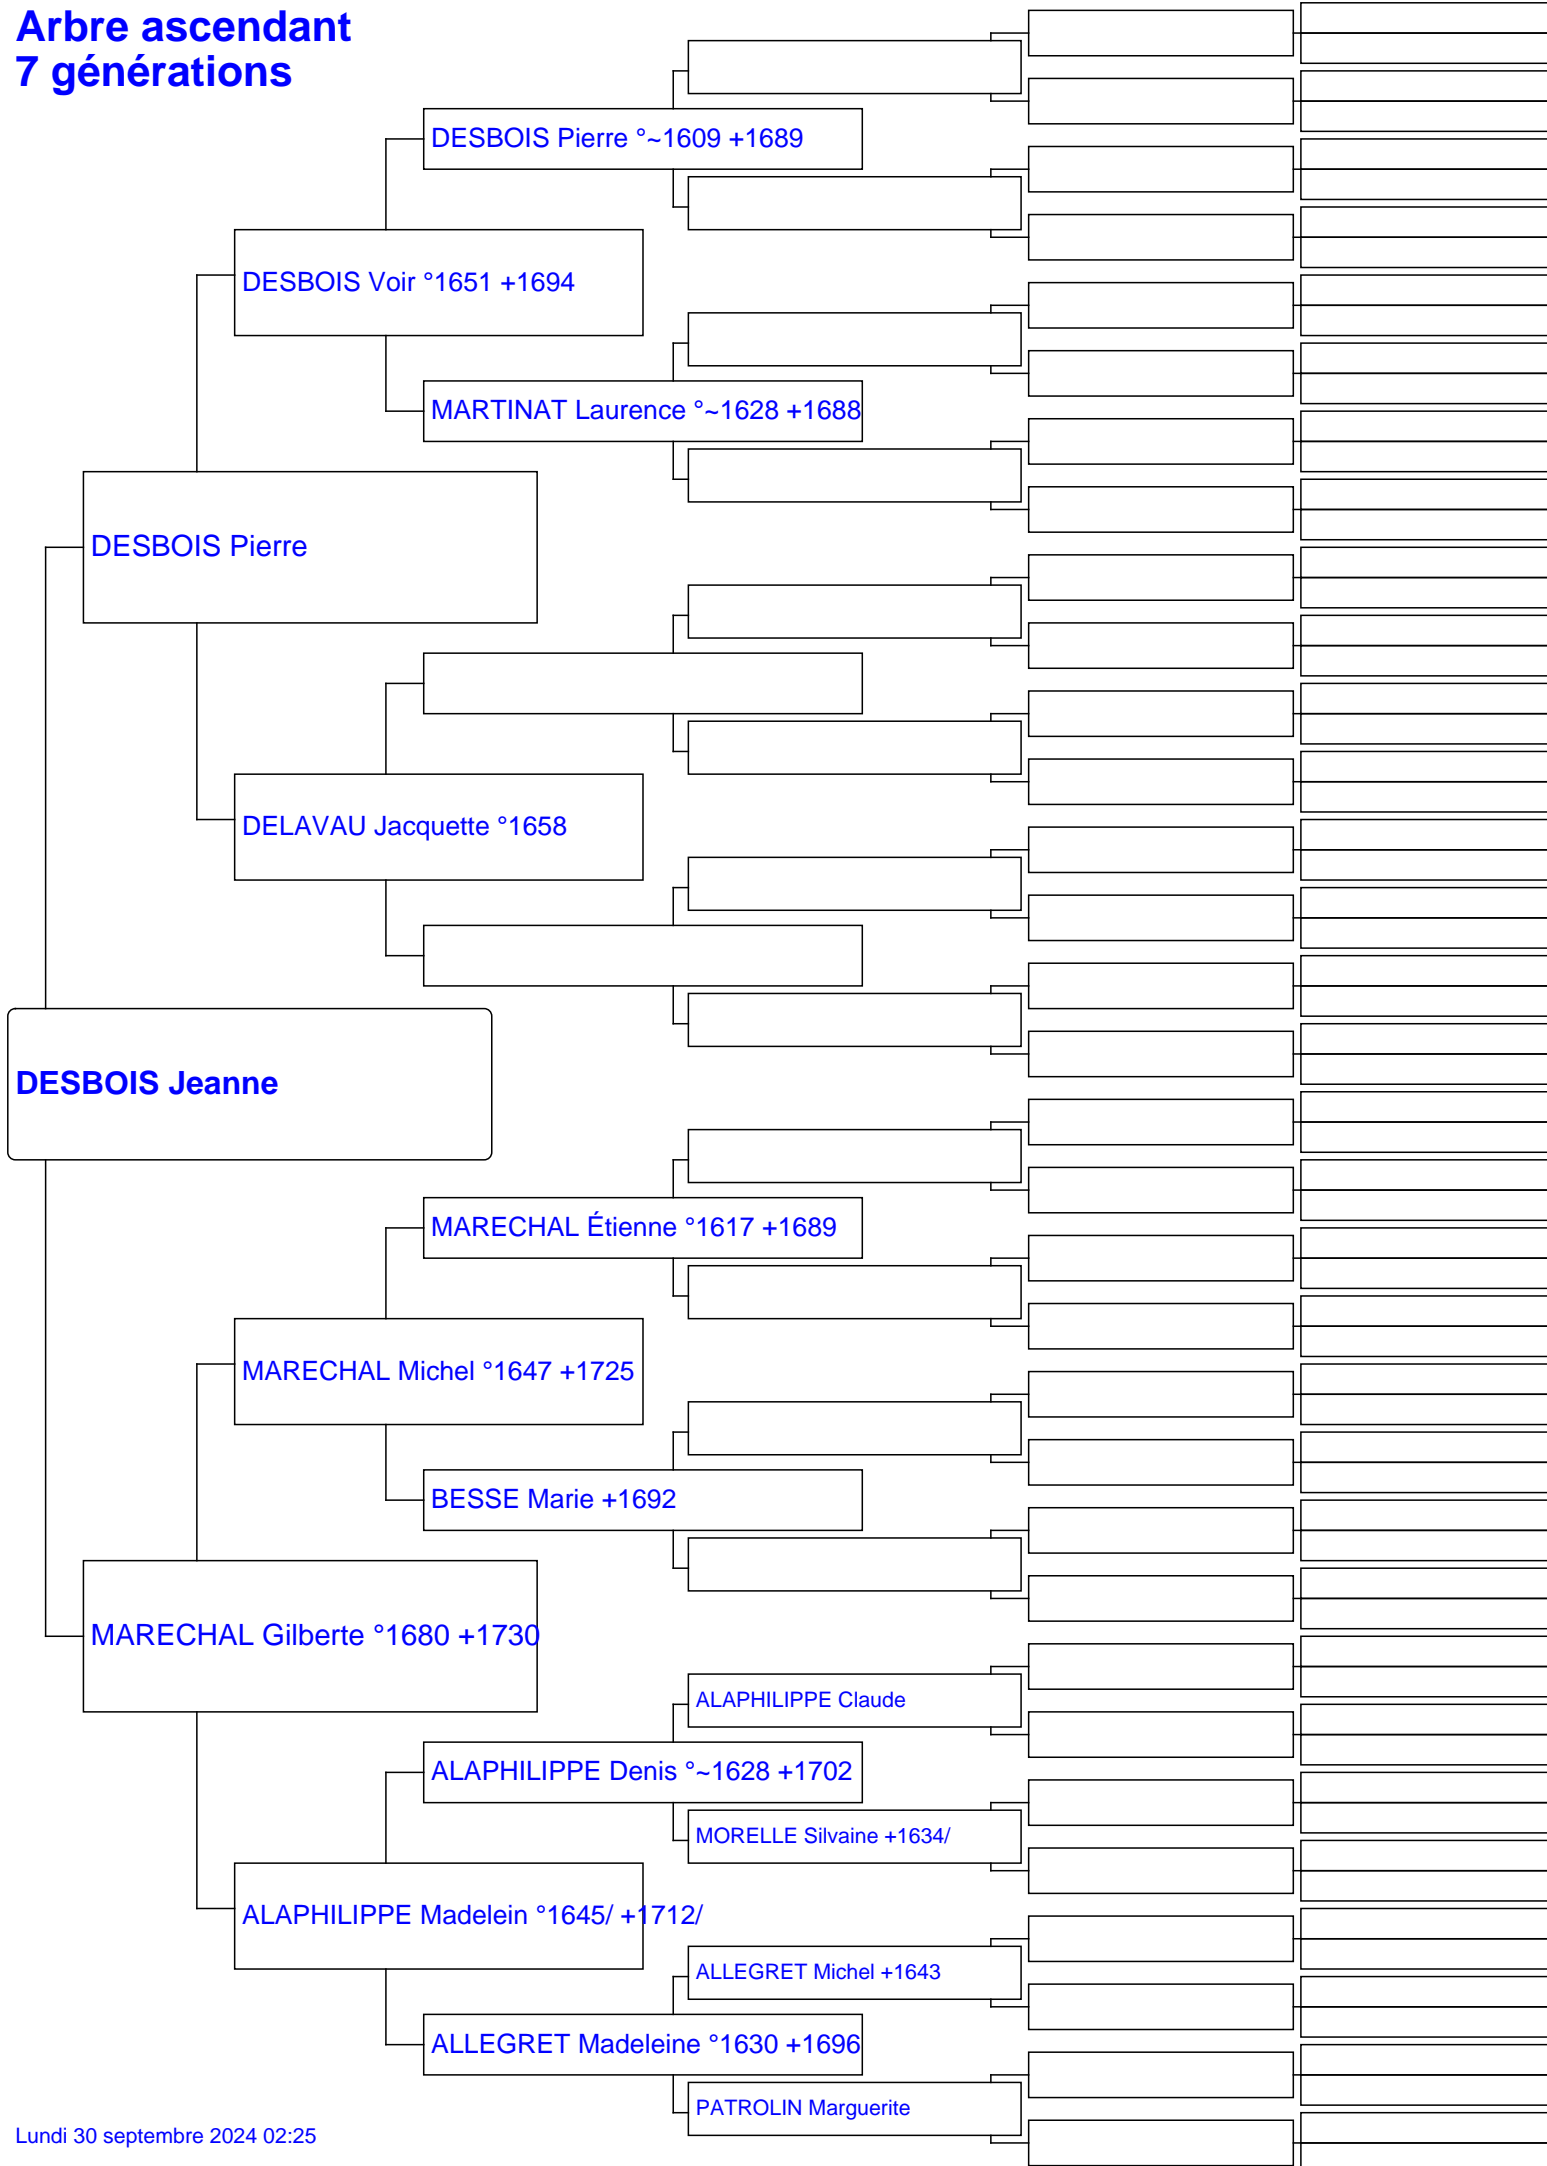 Arbre ascendant
7 générations
DESBOIS Pierre °~1609 +1689
DESBOIS Voir °1651 +1694
MARTINAT Laurence °~1628 +1688
DESBOIS Pierre
DELAVAU Jacquette °1658
DESBOIS Jeanne
MARECHAL Étienne °1617 +1689
MARECHAL Michel °1647 +1725
BESSE Marie +1692
MARECHAL Gilberte °1680 +1730
ALAPHILIPPE Claude
ALAPHILIPPE Denis °~1628 +1702
MORELLE Silvaine +1634/
ALAPHILIPPE Madelein °1645/ +1712/
ALLEGRET Michel +1643
ALLEGRET Madeleine °1630 +1696
PATROLIN Marguerite
Lundi 30 septembre 2024 02:25